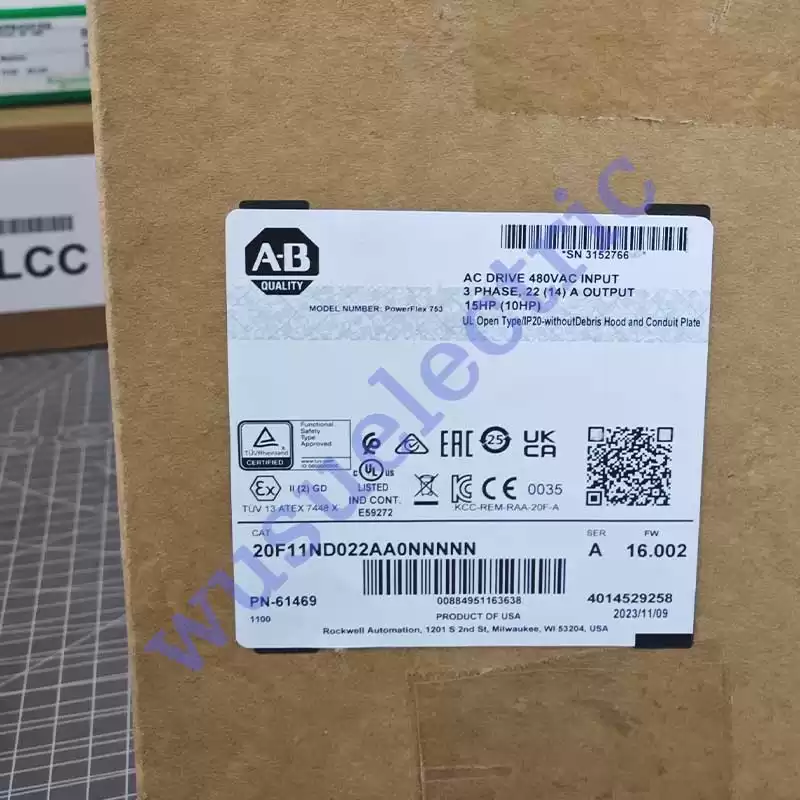 LCC
A-B
QUALITY
*SN 3152766
AC DRIVE 480VAC INPUT
3 PHASE, 22 (14) A OUTPUT
15HP (10HP)
MODEL NUMBER: PowerFlex 753
UL Open Type/IP20-withoutDebris Hood and Conduit Plate
TÜVRheinland
CERTIFIED
Functional
Safety
Type
Approved
c UL us
LISTED
IND CONT.
E59272
EAC
25
UK
CA
Ex II (2) GD
TÜV 13 ATEX 7448 X
CE 0035
KCC-REM-RAA-20F-A
CAT
SER
FW
20F11ND022AA0NNNNN
A
16.002
PN-61469
00884951163638
4014529258
1100
PRODUCT OF USA
2023/11/09
Rockwell Automation, 1201 S 2nd St, Milwaukee, WI 53204, USA
wusuelectric